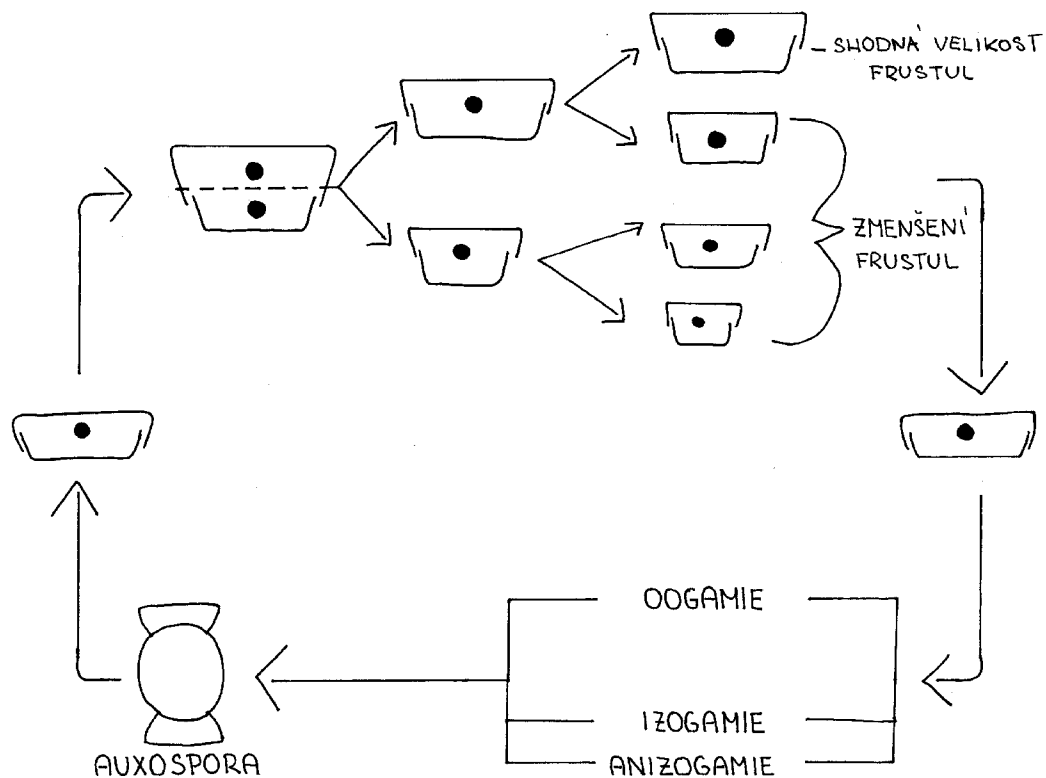 – SHODNÁ VELIKOST
FRUSTUL
ZMENŠENÍ
FRUSTUL
OOGAMIE
IZOGAMIE
ANIZOGAMIE
AUXOSPORA